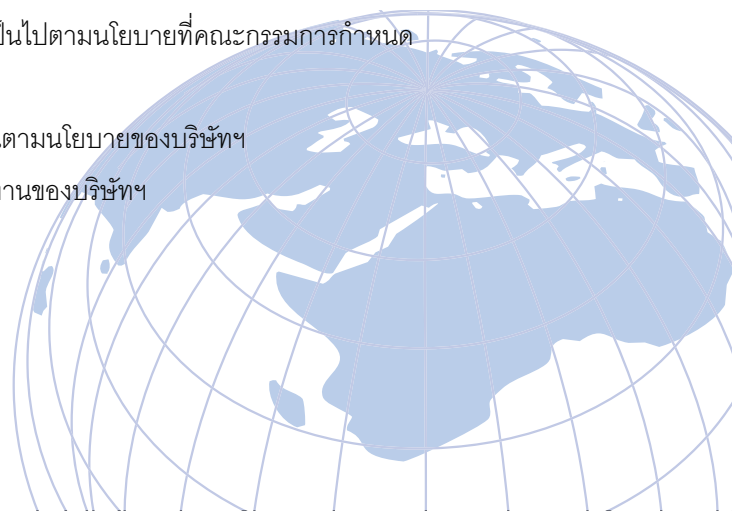 เป็นไปตามนโยบายที่คณะกรรมการกำหนด
ตามนโยบายของบริษัทฯ
งานของบริษัทฯ